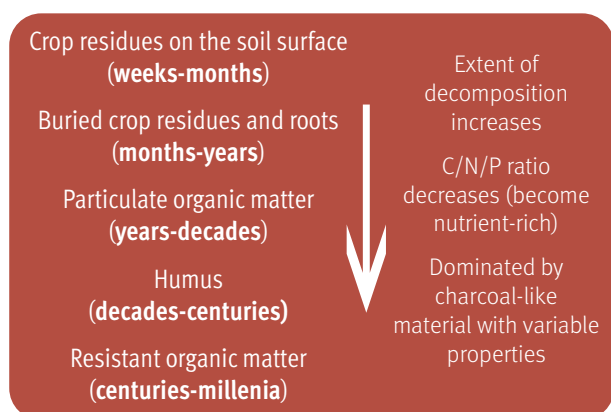 Crop residues on the soil surface
(weeks-months)
Buried crop residues and roots
(months-years)
Particulate organic matter
(years-decades)
Humus
(decades-centuries)
Resistant organic matter
(centuries-millenia)
Extent of
decomposition
increases
C/N/P ratio
decreases (become
nutrient-rich)
Dominated by
charcoal-like
material with variable
properties